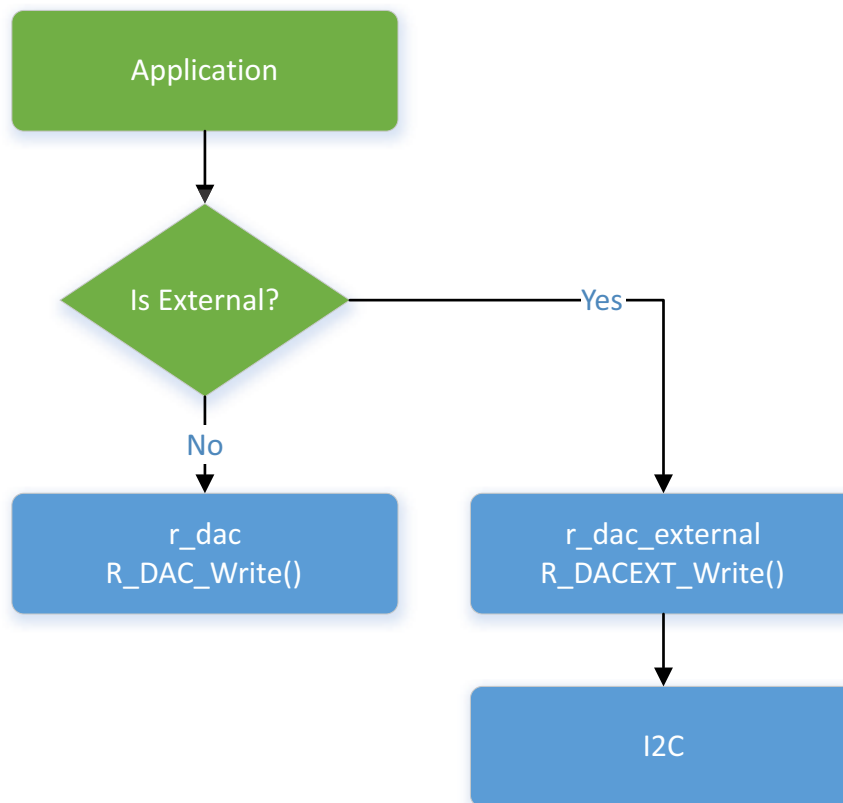 Application
Is External?
Yes
No
r_dac
R_DAC_Write()
r_dac_external
R_DACEXT_Write()
I2C